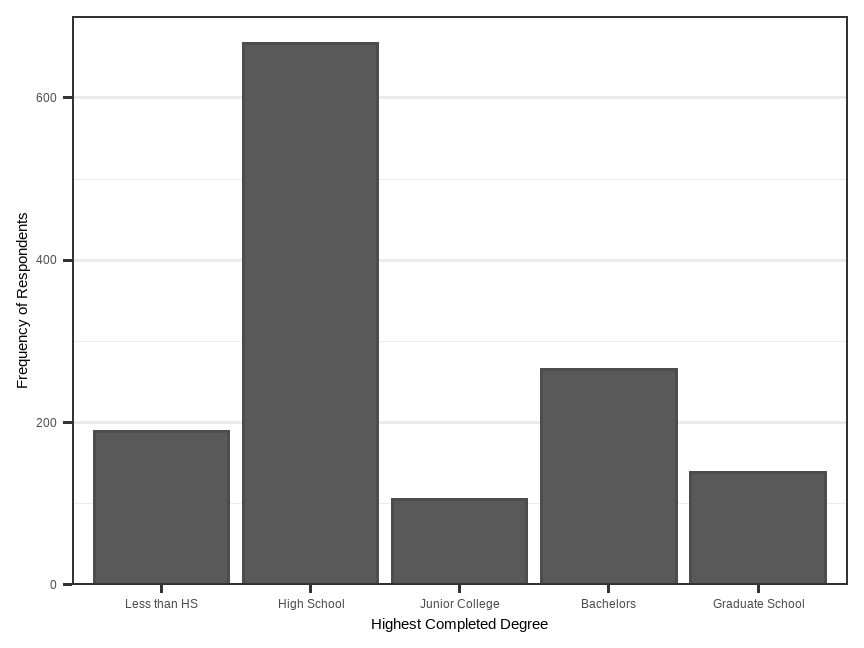 600
400
200
0
Frequency of Respondents
Less than HS
High School
Junior College
Bachelors
Graduate School
Highest Completed Degree